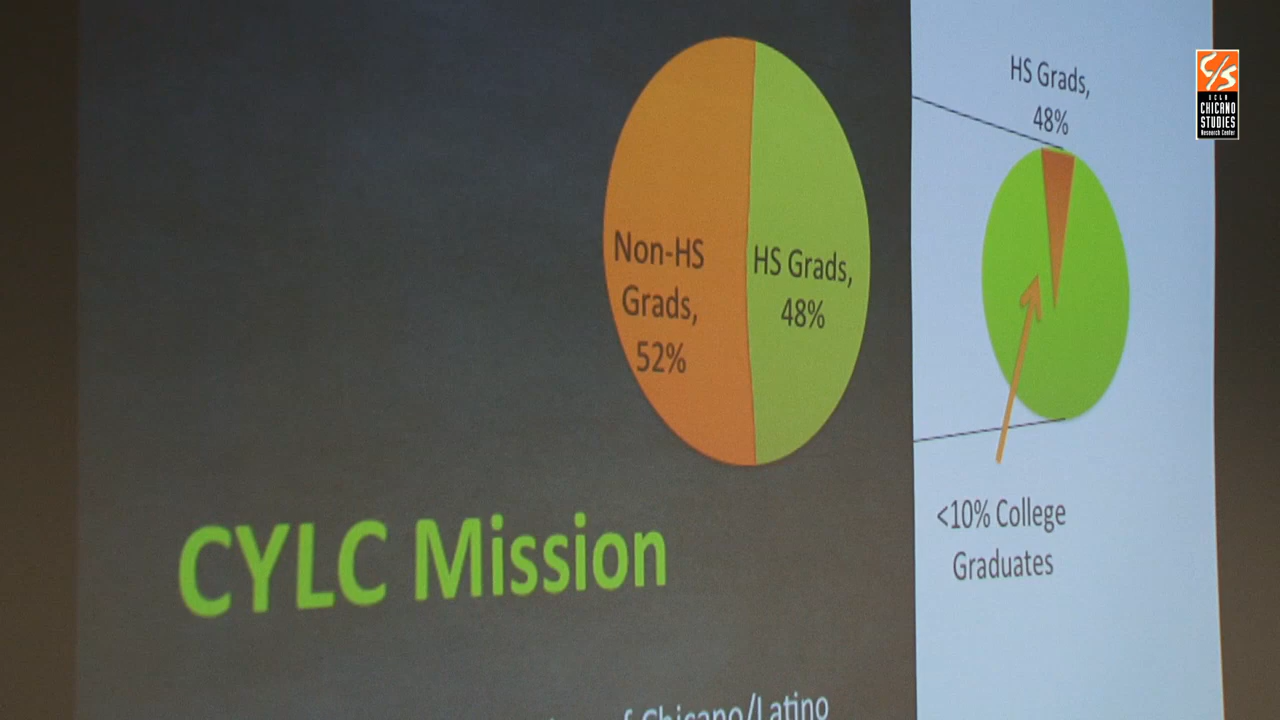 Non-HS
Grads,
52%
HS Grads,
48%
HS Grads,
48%
<10% College
Graduates
CYLC Mission
of Chicano/Latino
C/S
UCLA
CHICANO
STUDIES
Research Center